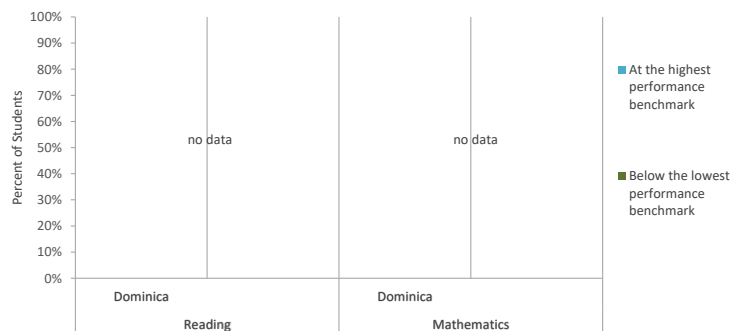 Percent of Students
100%
90%
80%
70%
60%
50%
40%
30%
20%
10%
0%
no data
no data
Dominica
Dominica
Reading
Mathematics
At the highest
performance
benchmark
Below the lowest
performance
benchmark